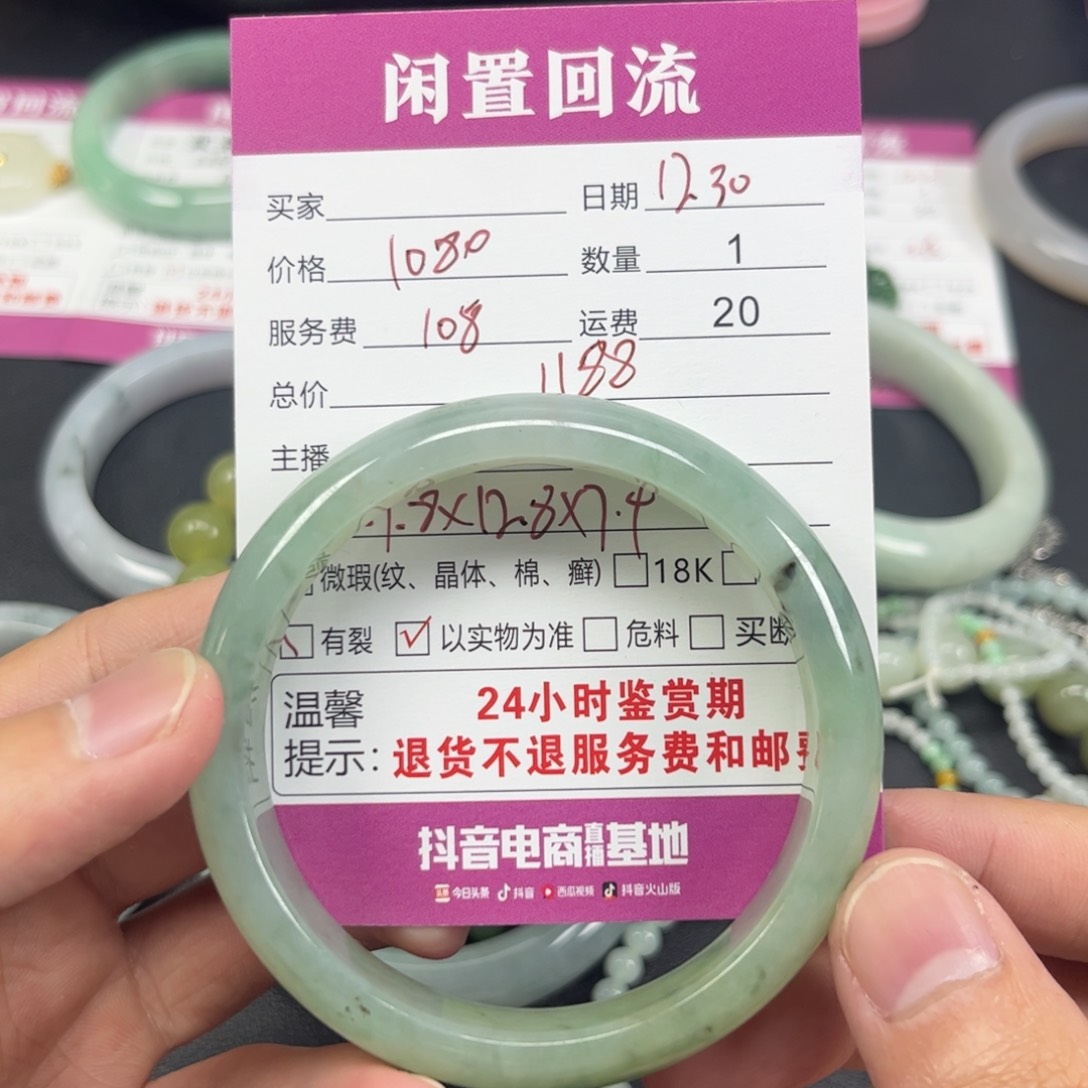 闲置回流
买家 日期 12.30
价格 1080 数量 1
服务费 108 运费 20
总价 1188
主播
.8X12.8X7.4
微瑕(纹、晶体、棉、癣) 18K
有裂 以实物为准 危料 买断
温馨 24小时鉴赏期
提示: 退货不退服务费和邮费
抖音电商直播基地
今日头条 抖音 西瓜视频 抖音火山版